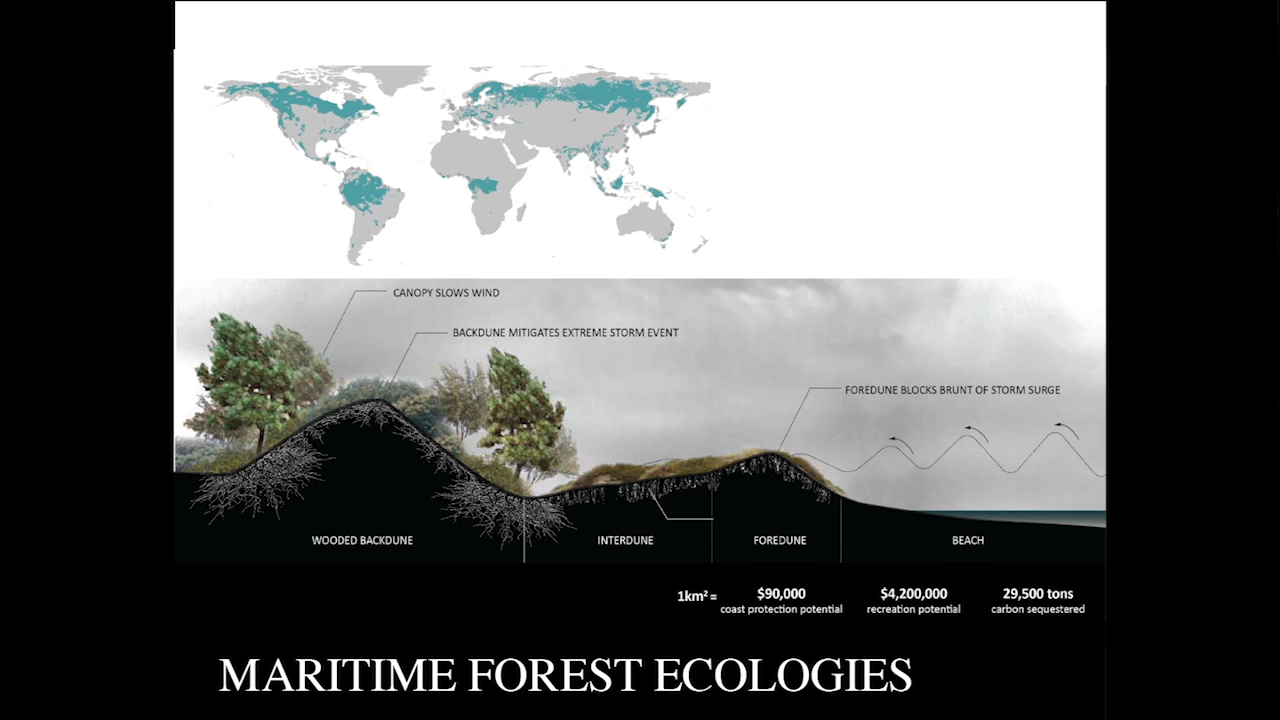 CANOPY SLOWS WIND
BACKDUNE MITIGATES EXTREME STORM EVENT
FOREDUNE BLOCKS BRUNT OF STORM SURGE
WOODED BACKDUNE
INTERDUNE
FOREDUNE
BEACH
1km² = $90,000 $4,200,000 29,500 tons
coast protection potential recreation potential carbon sequestered
MARITIME FOREST ECOLOGIES